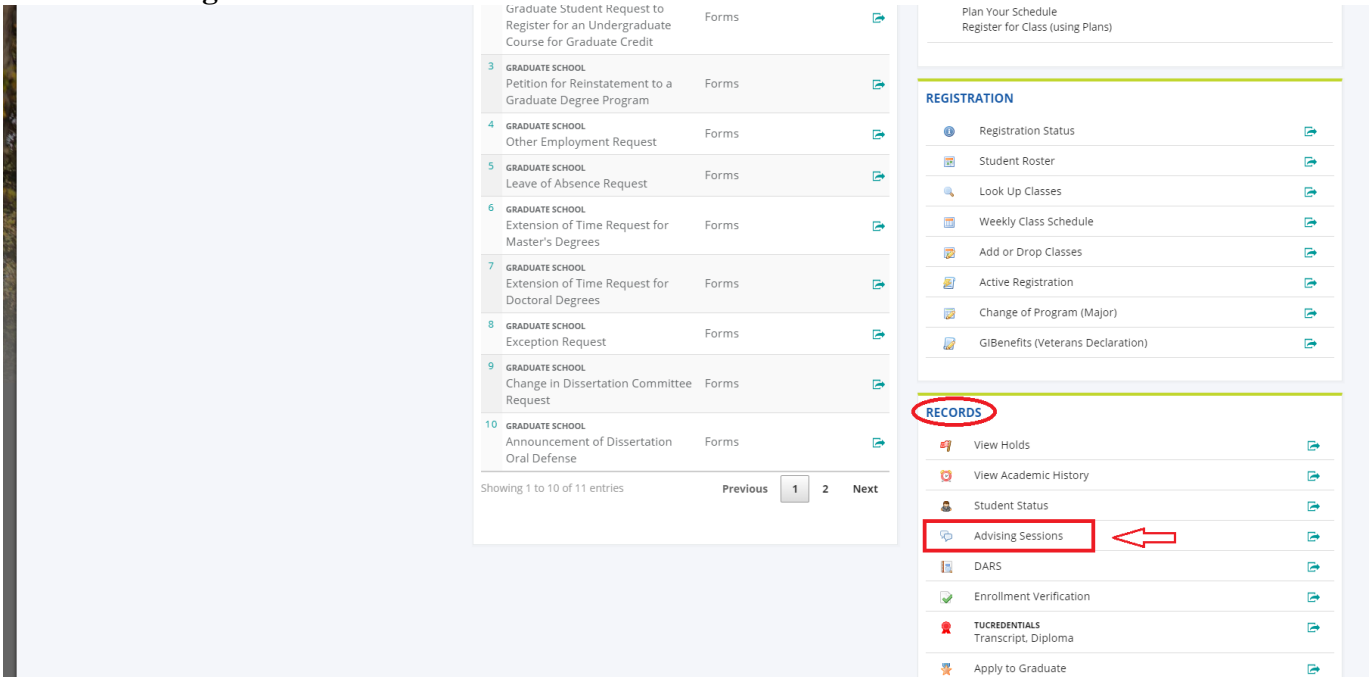 Graduate Student Request to
Register for an Undergraduate
Course for Graduate Credit
Forms
3 GRADUATE SCHOOL
Petition for Reinstatement to a
Graduate Degree Program
Forms
4 GRADUATE SCHOOL
Other Employment Request
Forms
5 GRADUATE SCHOOL
Leave of Absence Request
Forms
6 GRADUATE SCHOOL
Extension of Time Request for
Master's Degrees
Forms
7 GRADUATE SCHOOL
Extension of Time Request for
Doctoral Degrees
Forms
8 GRADUATE SCHOOL
Exception Request
Forms
9 GRADUATE SCHOOL
Change in Dissertation Committee
Request
Forms
10 GRADUATE SCHOOL
Announcement of Dissertation
Oral Defense
Forms
Showing 1 to 10 of 11 entries Previous 1 2 Next
Plan Your Schedule
Register for Class (using Plans)
REGISTRATION
Registration Status
Student Roster
Look Up Classes
Weekly Class Schedule
Add or Drop Classes
Active Registration
Change of Program (Major)
GIBenefits (Veterans Declaration)
RECORDS
View Holds
View Academic History
Student Status
Advising Sessions
DARS
Enrollment Verification
TUCREDENTIALS
Transcript, Diploma
Apply to Graduate